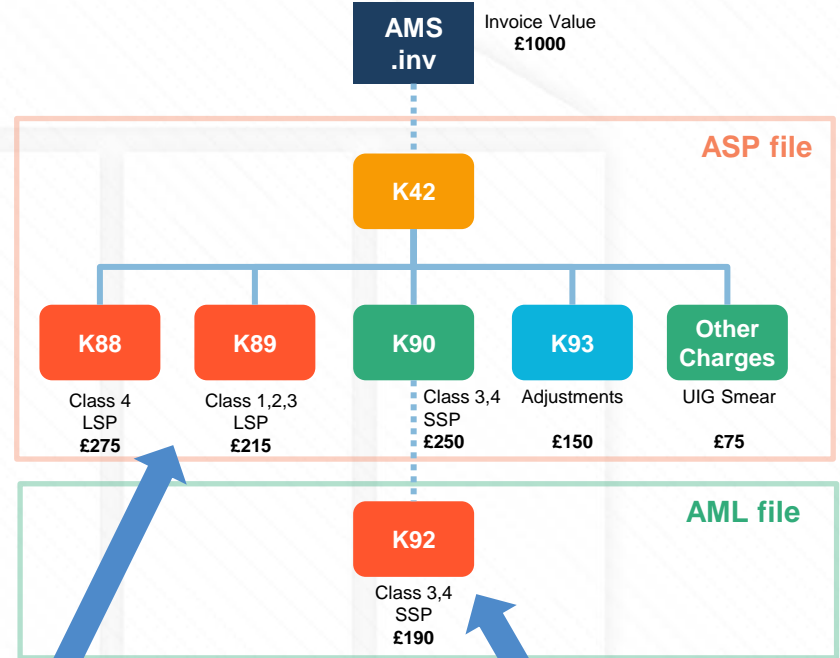 AMS
.inv
Invoice Value
£1000
ASP file
K42
K88
K89
K90
K93
Other
Charges
Class 4
LSP
£275
Class 1,2,3
LSP
£215
Class 3,4
SSP
£250
Adjustments
£150
UIG Smear
£75
AML file
K92
Class 3,4
SSP
£190